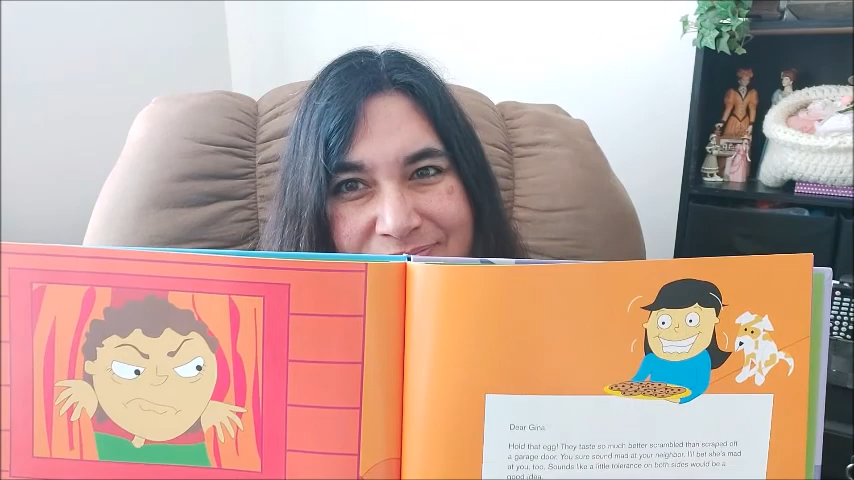 Dear Gina,
Hold that egg! They taste so much better scrambled than scraped off
a garage door. You sure sound mad at your neighbor. I'll bet she's mad
at you, too. Sounds like a little tolerance on both sides would be a
good idea.